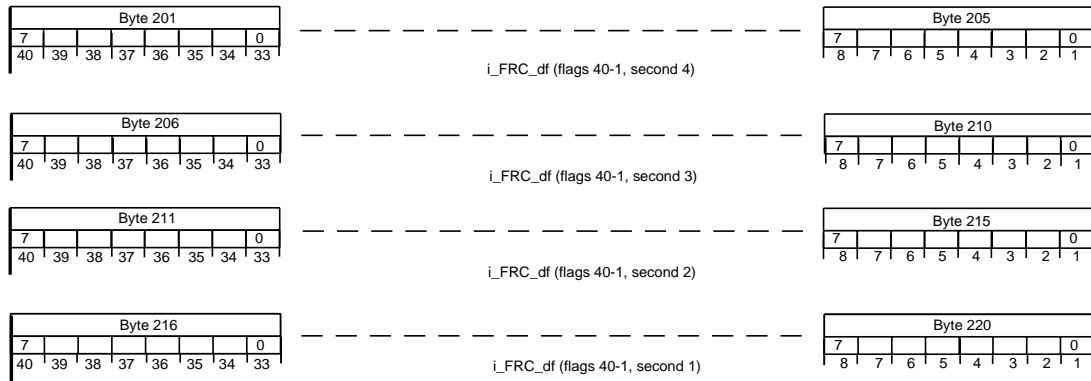 Byte 201 Byte 205
7 0 7 0
40 39 38 37 36 35 34 33 8 7 6 5 4 3 2 1
i_FRC_df (flags 40-1, second 4)
Byte 206 Byte 210
7 0 7 0
40 39 38 37 36 35 34 33 8 7 6 5 4 3 2 1
i_FRC_df (flags 40-1, second 3)
Byte 211 Byte 215
7 0 7 0
40 39 38 37 36 35 34 33 8 7 6 5 4 3 2 1
i_FRC_df (flags 40-1, second 2)
Byte 216 Byte 220
7 0 7 0
40 39 38 37 36 35 34 33 8 7 6 5 4 3 2 1
i_FRC_df (flags 40-1, second 1)